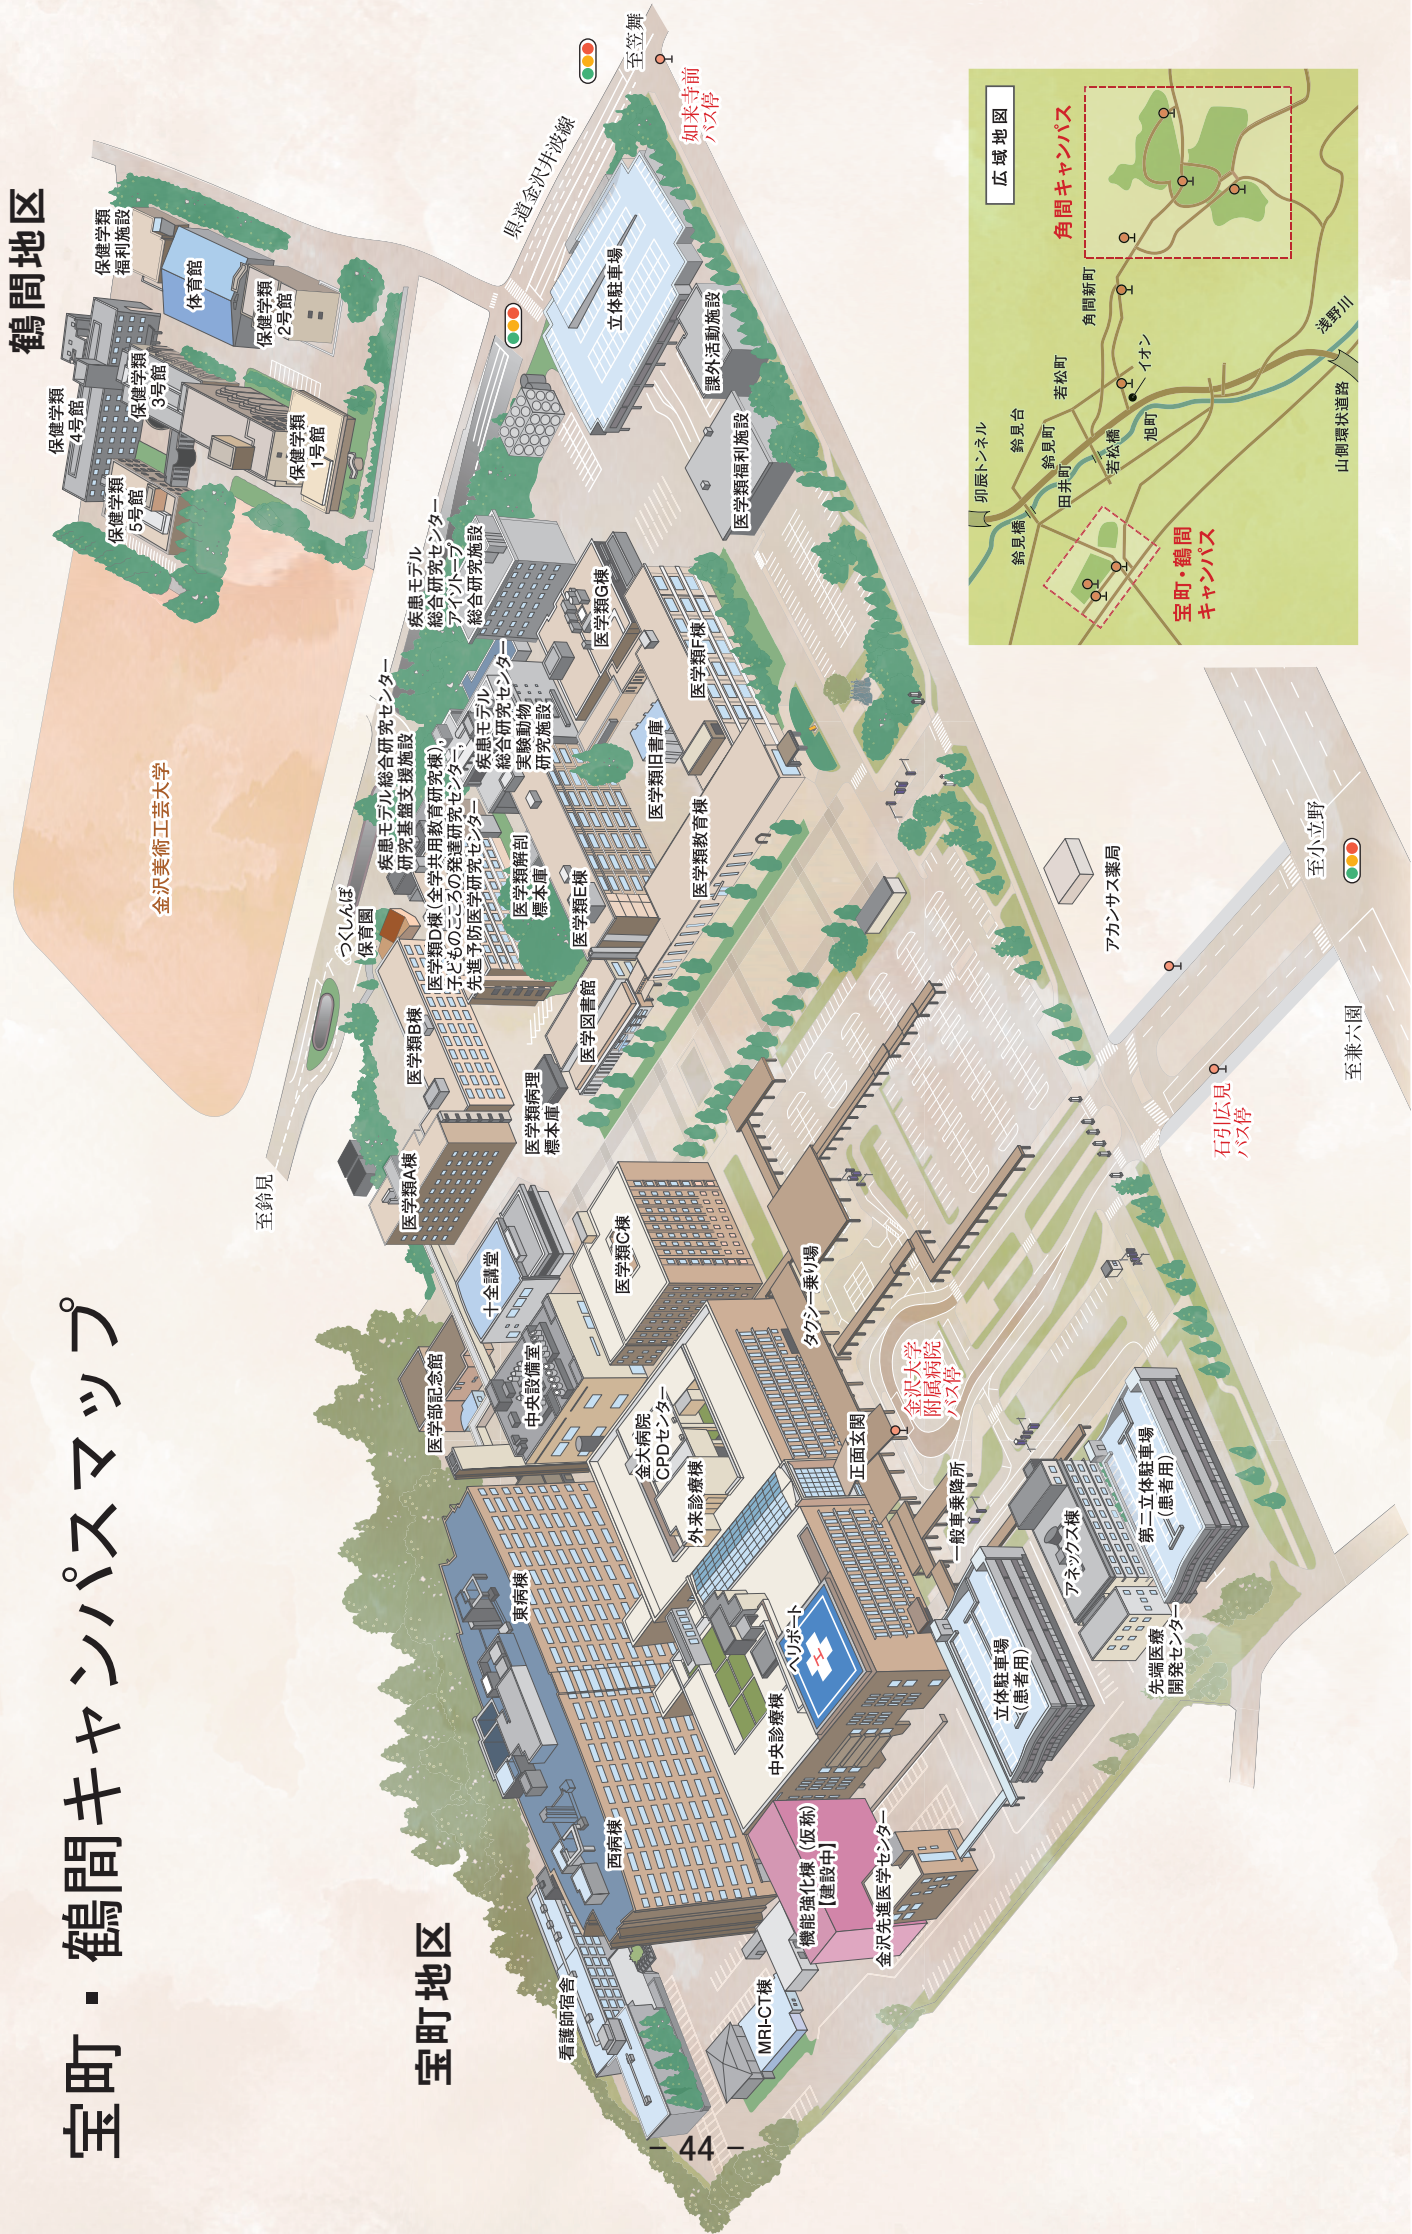 宝町・鶴間キャンパスマップ
鶴間地区
保健学類
福利施設
体育館
保健学類
2号館
保健学類
4号館
保健学類
3号館
保健学類
1号館
保健学類
5号館
金沢美術工芸大学
至鈴見
県道金沢井波線
至笠舞
如来寺前
バス停
宝町地区
立体駐車場
課外活動施設
医学類福利施設
疾患モデル
総合研究センター
アイソトープ
総合研究施設
医学類G棟
医学類F棟
疾患モデル総合研究センター
研究基盤支援施設
疾患モデル
総合研究センター
実験動物
研究施設
医学類旧書庫
つくしんぼ
保育園
医学類D棟(全学共用教育研究棟),
子どものこころの発達研究センター,
先進予防医学研究センター
医学類解剖
標本庫
医学類E棟
医学類教育棟
医学類B棟
医学図書館
医学類病理
標本庫
医学類A棟
十全講堂
医学類C棟
医学部記念館
中央設備室
金大病院
CPDセンター
外来診療棟
タクシー乗り場
正面玄関
金沢大学
附属病院
バス停
一般車乗降所
東病棟
西病棟
中央診療棟
ヘリポート
H
機能強化棟(仮称)
【建設中】
金沢先進医学センター
看護師宿舎
MRI-CT棟
立体駐車場
(患者用)
アネックス棟
第二立体駐車場
(患者用)
先端医療
開発センター
アカンサス薬局
至小立野
至兼六園
石引広見
バス停
広域地図
角間キャンパス
角間新町
若松町
イオン
浅野川
卯辰トンネル
鈴見台
鈴見町
田井町
若松橋
旭町
山側環状道路
鈴見橋
宝町・鶴間
キャンパス
− 44 −